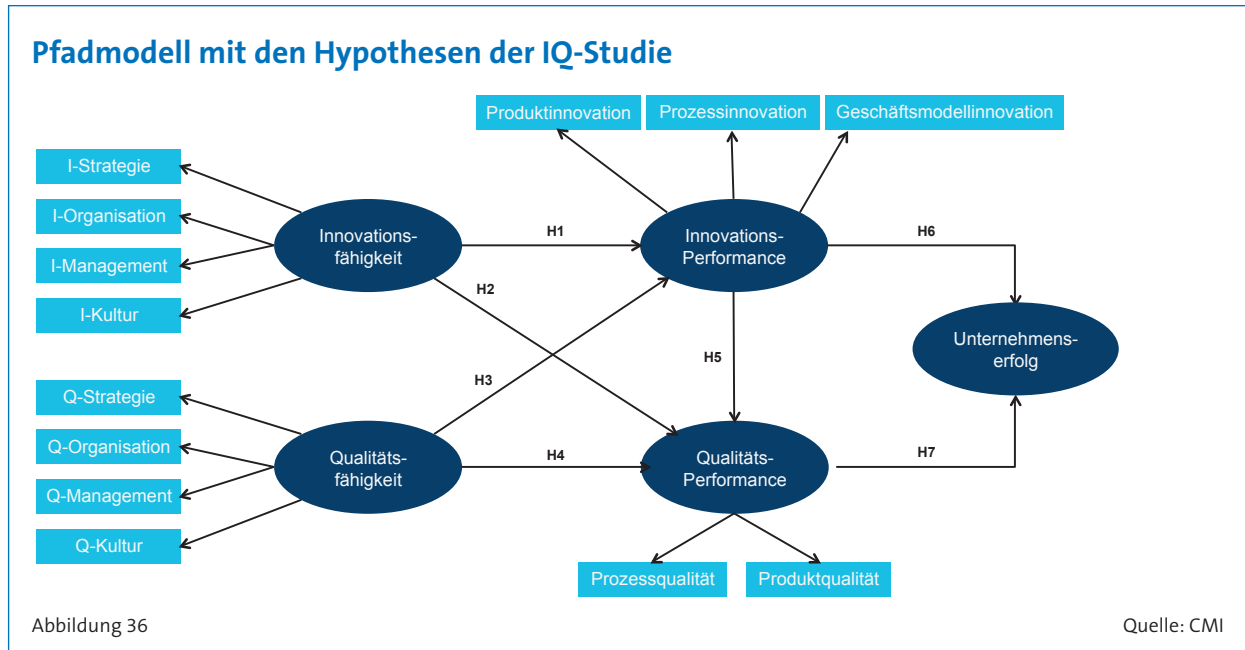 Pfadmodell mit den Hypothesen der IQ-Studie
Produktinnovation
Prozessinnovation
Geschäftsmodellinnovation
I-Strategie
I-Organisation
I-Management
I-Kultur
Innovations-
fähigkeit
H1
Innovations-
Performance
H6
H2
H5
Unternehmens-
erfolg
H3
Q-Strategie
Q-Organisation
Q-Management
Q-Kultur
Qualitäts-
fähigkeit
H4
Qualitäts-
Performance
H7
Prozessqualität
Produktqualität
Abbildung 36
Quelle: CMI